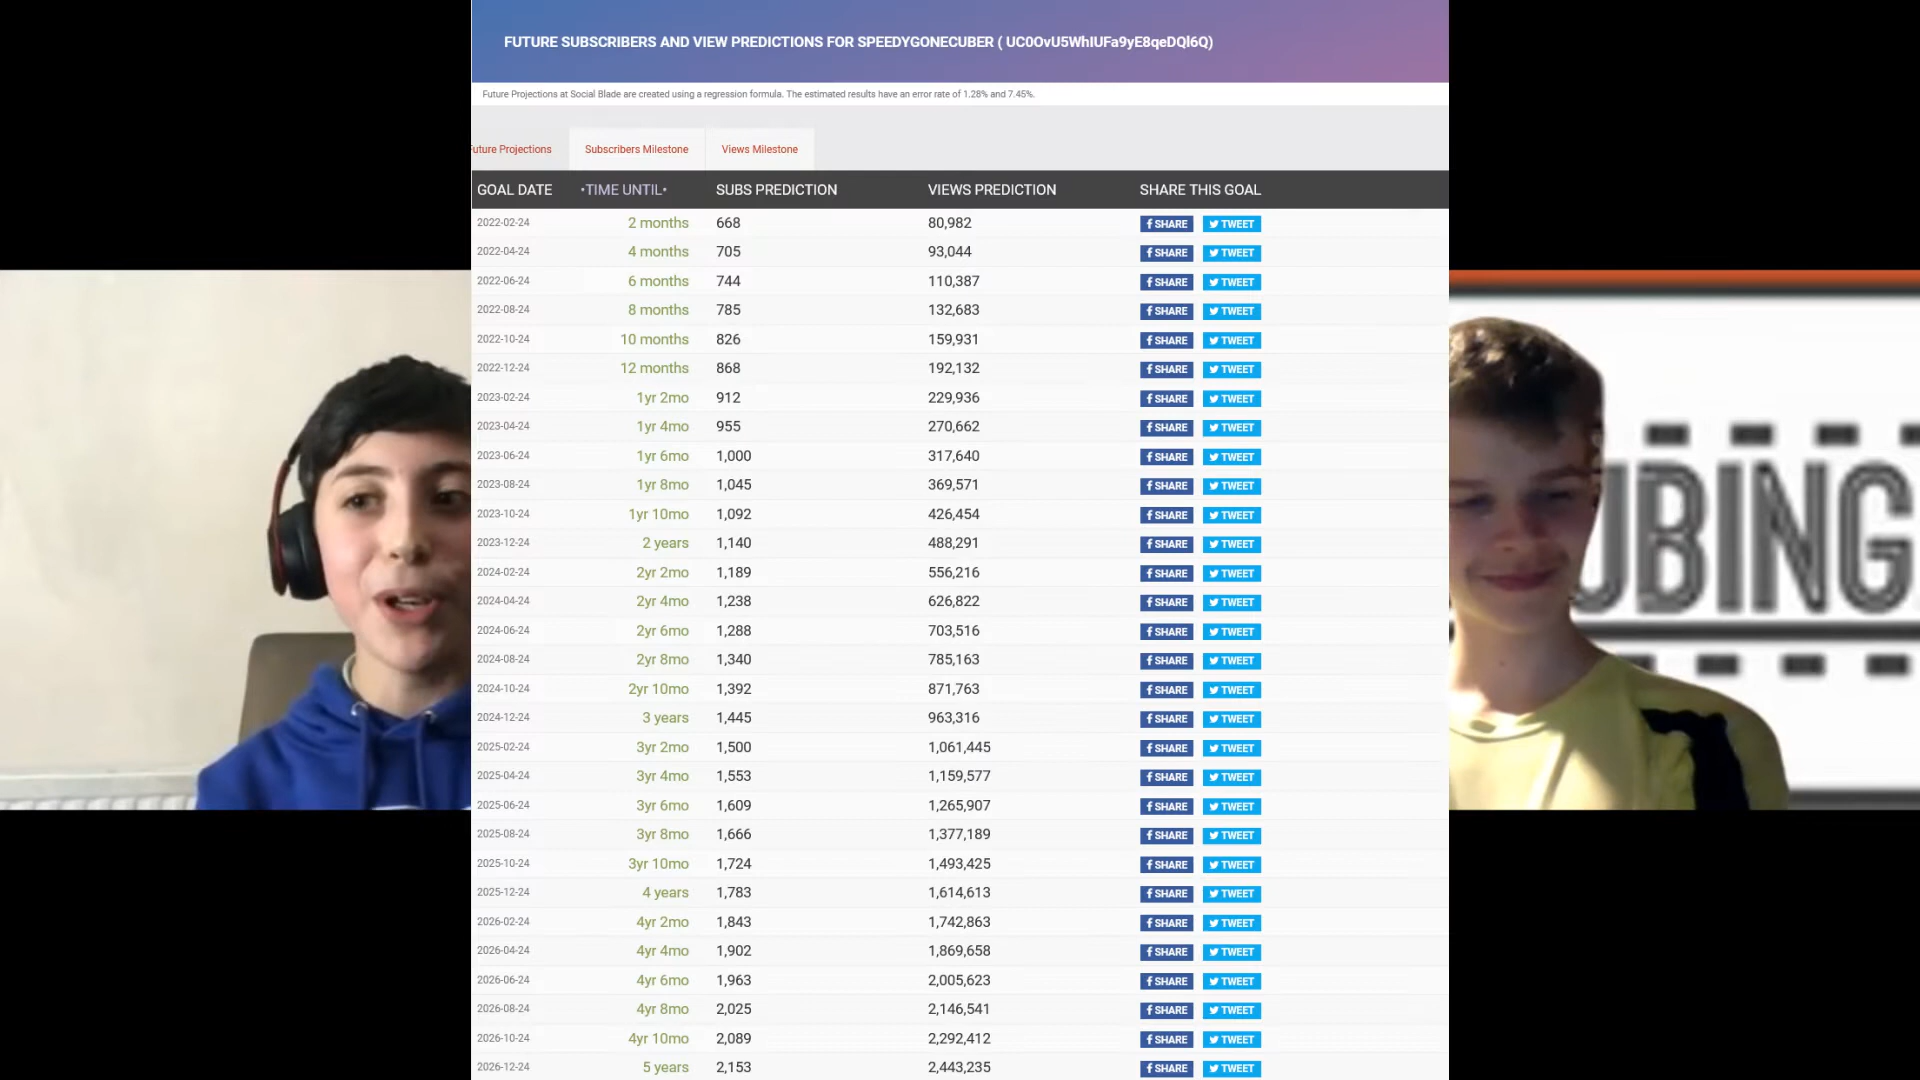 FUTURE SUBSCRIBERS AND VIEW PREDICTIONS FOR SPEEDYGONECUBER ( UC0OvU5WhIUFa9yE8qeDQl6Q)
Future Projections at Social Blade are created using a regression formula. The estimated results have an error rate of 1.28% and 7.45%.
uture Projections Subscribers Milestone Views Milestone
GOAL DATE •TIME UNTIL• SUBS PREDICTION VIEWS PREDICTION SHARE THIS GOAL
2022-02-24 2 months 668 80,982 SHARE TWEET
2022-04-24 4 months 705 93,044 SHARE TWEET
2022-06-24 6 months 744 110,387 SHARE TWEET
2022-08-24 8 months 785 132,683 SHARE TWEET
2022-10-24 10 months 826 159,931 SHARE TWEET
2022-12-24 12 months 868 192,132 SHARE TWEET
2023-02-24 1yr 2mo 912 229,936 SHARE TWEET
2023-04-24 1yr 4mo 955 270,662 SHARE TWEET
2023-06-24 1yr 6mo 1,000 317,640 SHARE TWEET
2023-08-24 1yr 8mo 1,045 369,571 SHARE TWEET
2023-10-24 1yr 10mo 1,092 426,454 SHARE TWEET
2023-12-24 2 years 1,140 488,291 SHARE TWEET
2024-02-24 2yr 2mo 1,189 556,216 SHARE TWEET
2024-04-24 2yr 4mo 1,238 626,822 SHARE TWEET
2024-06-24 2yr 6mo 1,288 703,516 SHARE TWEET
2024-08-24 2yr 8mo 1,340 785,163 SHARE TWEET
2024-10-24 2yr 10mo 1,392 871,763 SHARE TWEET
2024-12-24 3 years 1,445 963,316 SHARE TWEET
2025-02-24 3yr 2mo 1,500 1,061,445 SHARE TWEET
2025-04-24 3yr 4mo 1,553 1,159,577 SHARE TWEET
2025-06-24 3yr 6mo 1,609 1,265,907 SHARE TWEET
2025-08-24 3yr 8mo 1,666 1,377,189 SHARE TWEET
2025-10-24 3yr 10mo 1,724 1,493,425 SHARE TWEET
2025-12-24 4 years 1,783 1,614,613 SHARE TWEET
2026-02-24 4yr 2mo 1,843 1,742,863 SHARE TWEET
2026-04-24 4yr 4mo 1,902 1,869,658 SHARE TWEET
2026-06-24 4yr 6mo 1,963 2,005,623 SHARE TWEET
2026-08-24 4yr 8mo 2,025 2,146,541 SHARE TWEET
2026-10-24 4yr 10mo 2,089 2,292,412 SHARE TWEET
2026-12-24 5 years 2,153 2,443,235 SHARE TWEET
UBING